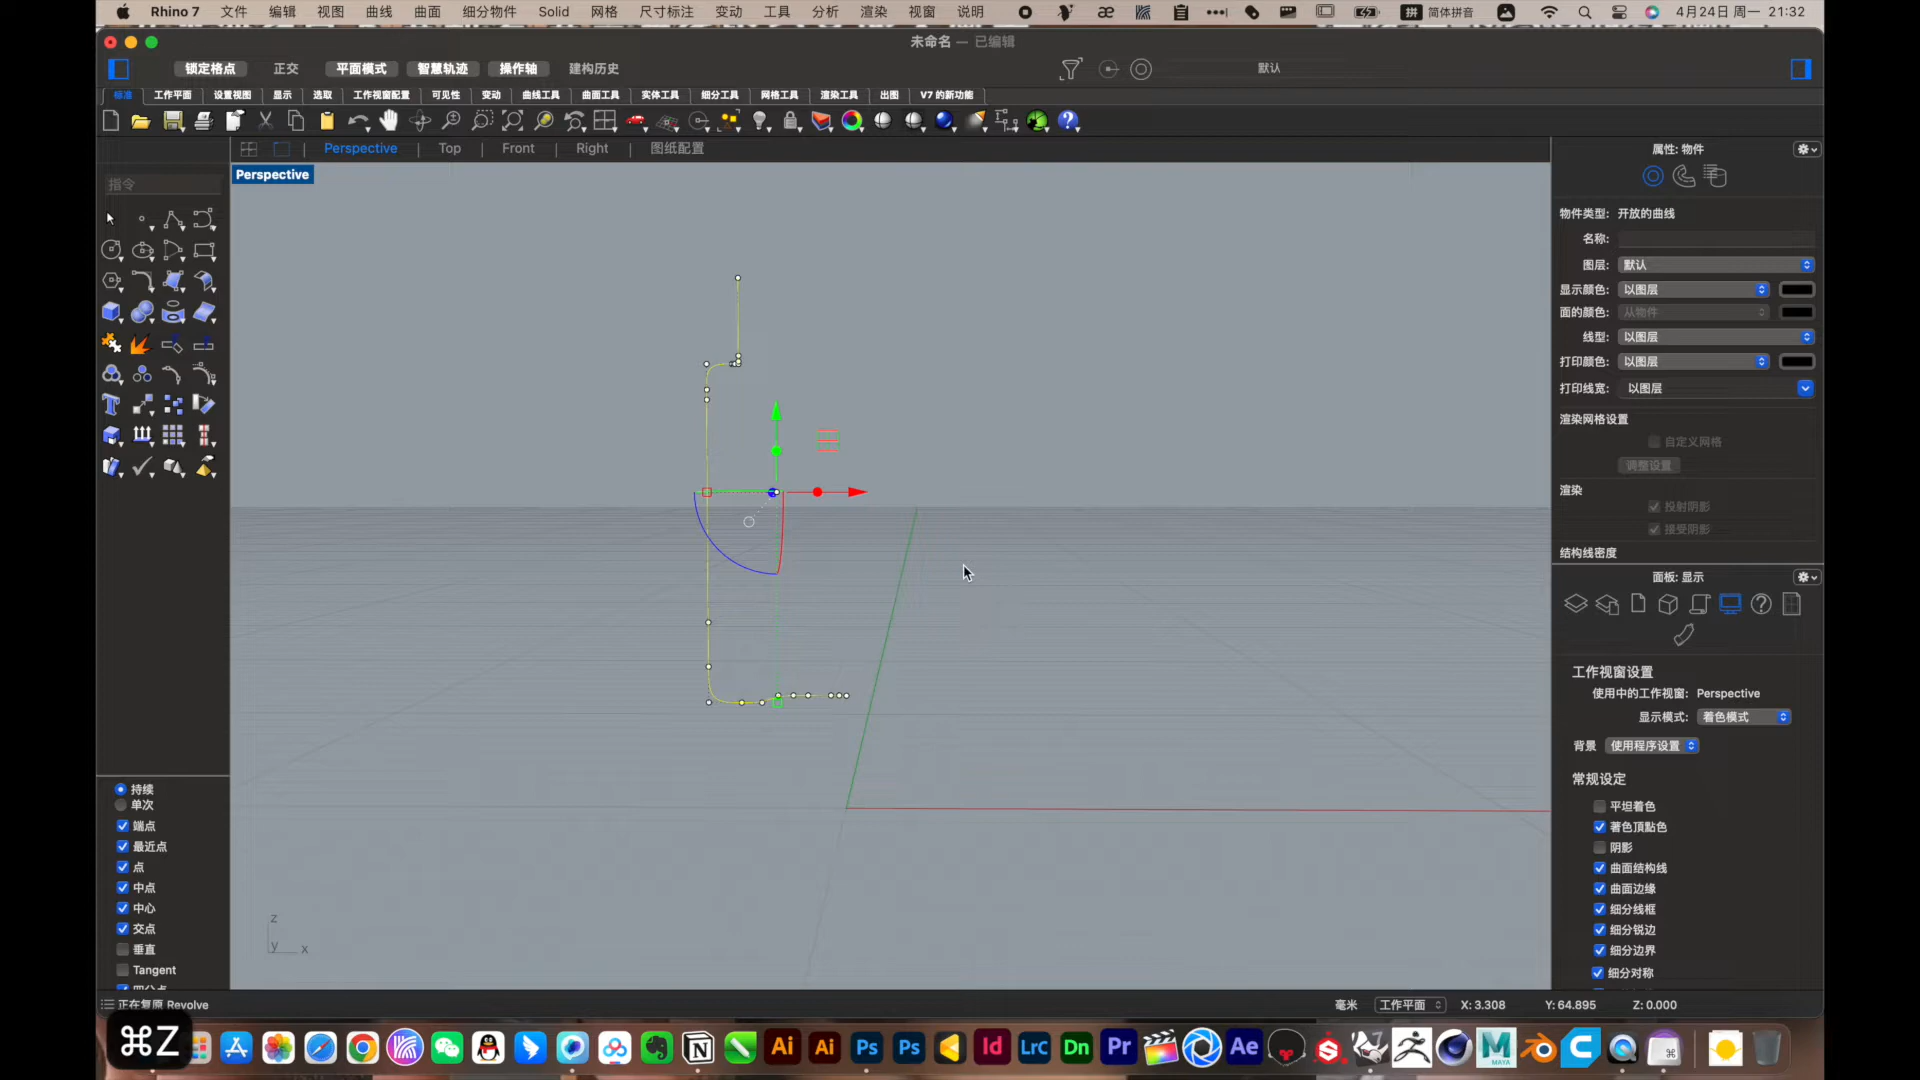 Rhino 7 文件 编辑 视图 曲线 曲面 细分物件 Solid 网格 尺寸标注 变动 工具 渲染 分析 视窗 说明 拼 简体拼音 4月24日 周一 21:32
未命名 — 已编辑
锁定格点 正交 平面模式 智慧轨迹 操作轴 建构历史 默认
标准 工作平面 设置视图 显示 选取 工作视窗配置 可见性 变动 曲线工具 曲面工具 实体工具 细分工具 网格工具 渲染工具 出图 V7 的新功能
Perspective Top Front Right 图纸配置
Perspective
指令
属性: 物件
物件类型: 开放的曲线
名称:
图层: 默认
显示颜色: 以图层
面的颜色: 从物件
线型: 以图层
打印颜色: 以图层
打印线宽: 以图层
渲染网格设置
自定义网格
调整设置
渲染
投射阴影
接受阴影
结构线密度
面板: 显示
工作视窗设置
使用中的工作视窗: Perspective
显示模式: 着色模式
背景 使用程序设置
常规设定
平坦着色
著色頂點色
阴影
曲面结构线
曲面边缘
细分线框
细分锐边
细分边界
细分对称
持续
单次
端点
最近点
点
中点
中心
交点
垂直
Tangent
四分点
z
y x
正在复原 Revolve
毫米 工作平面 X: 3.308 Y: 64.895 Z: 0.000
⌘Z
Ai Ai Ps Ps Id LrC Dn Pr Ae MAYA